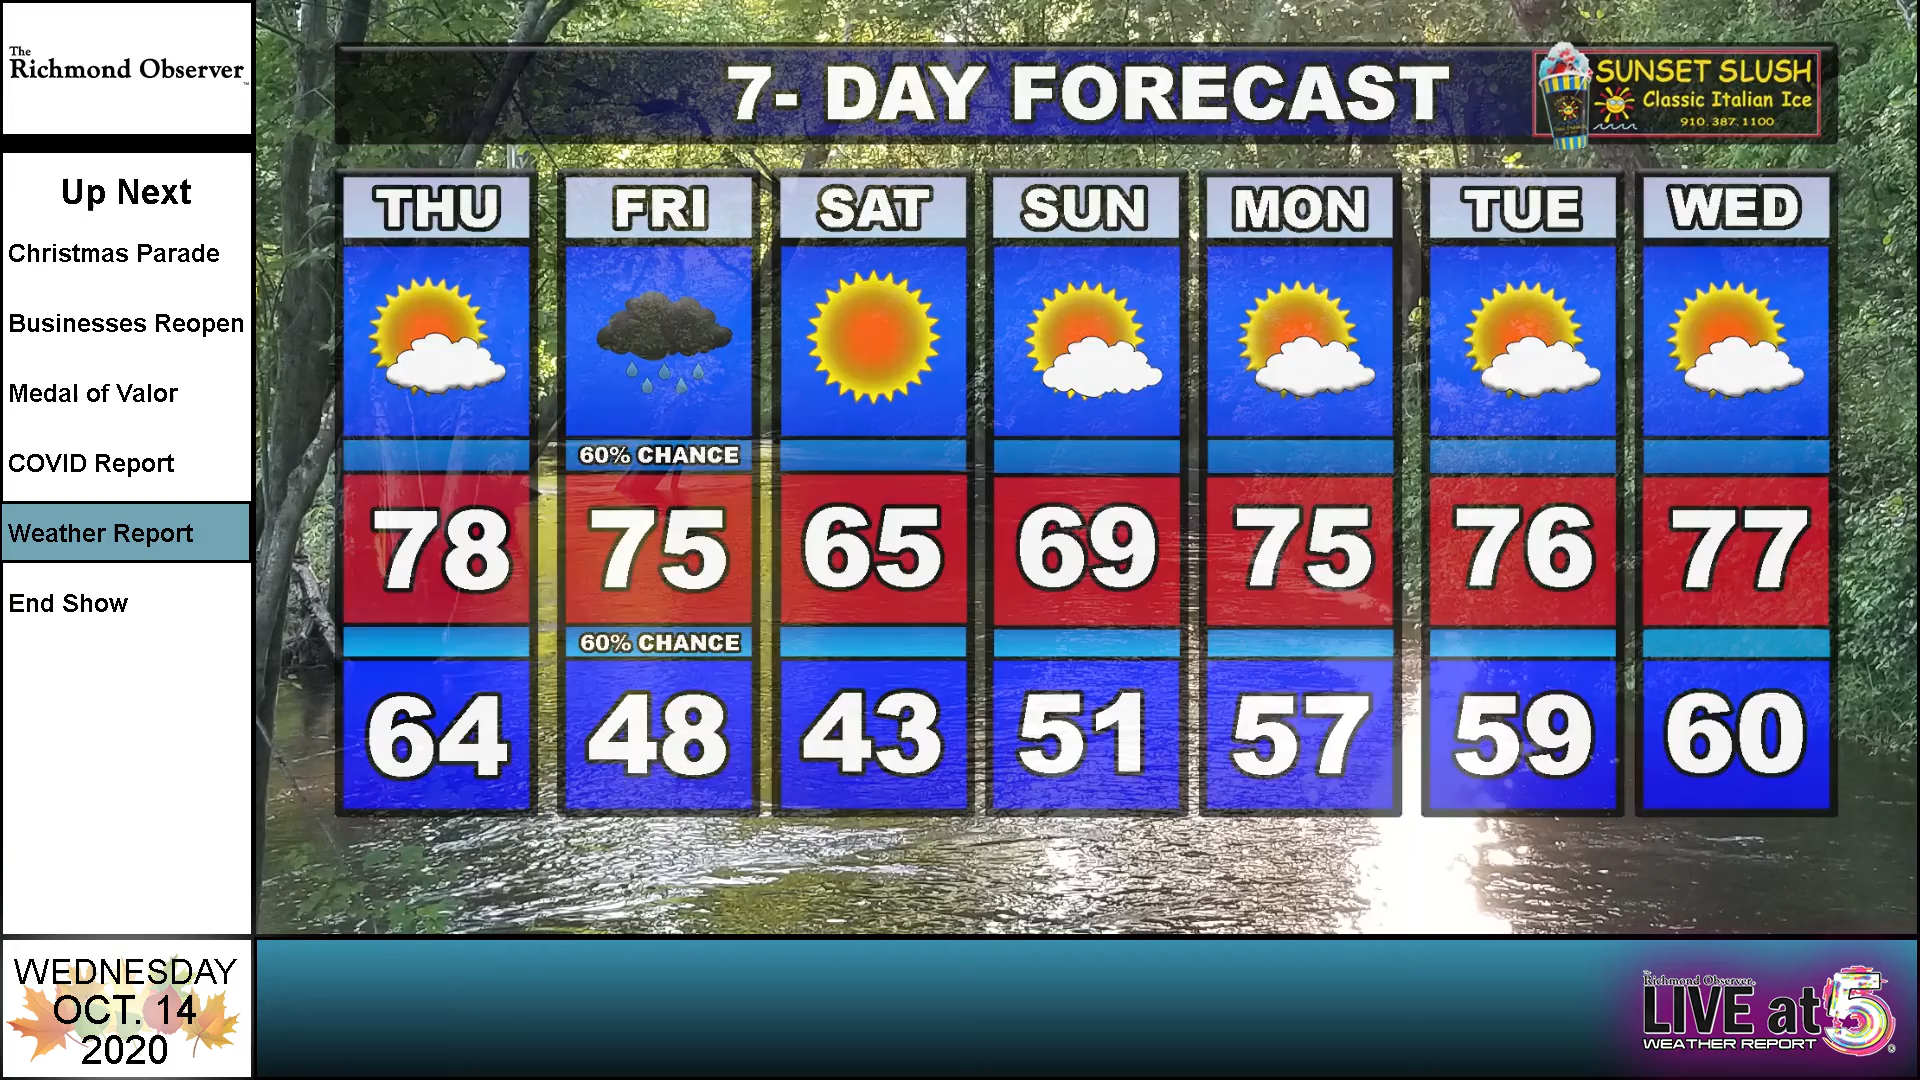 The
Richmond Observer
Up Next
Christmas Parade
Businesses Reopen
Medal of Valor
COVID Report
Weather Report
End Show
WEDNESDAY
OCT. 14
2020
7- DAY FORECAST
SUNSET SLUSH
Classic Italian Ice
910.387.1100
THU FRI SAT SUN MON TUE WED
60% CHANCE
78 75 65 69 75 76 77
60% CHANCE
64 48 43 51 57 59 60
The Richmond Observer
LIVE at 5
WEATHER REPORT